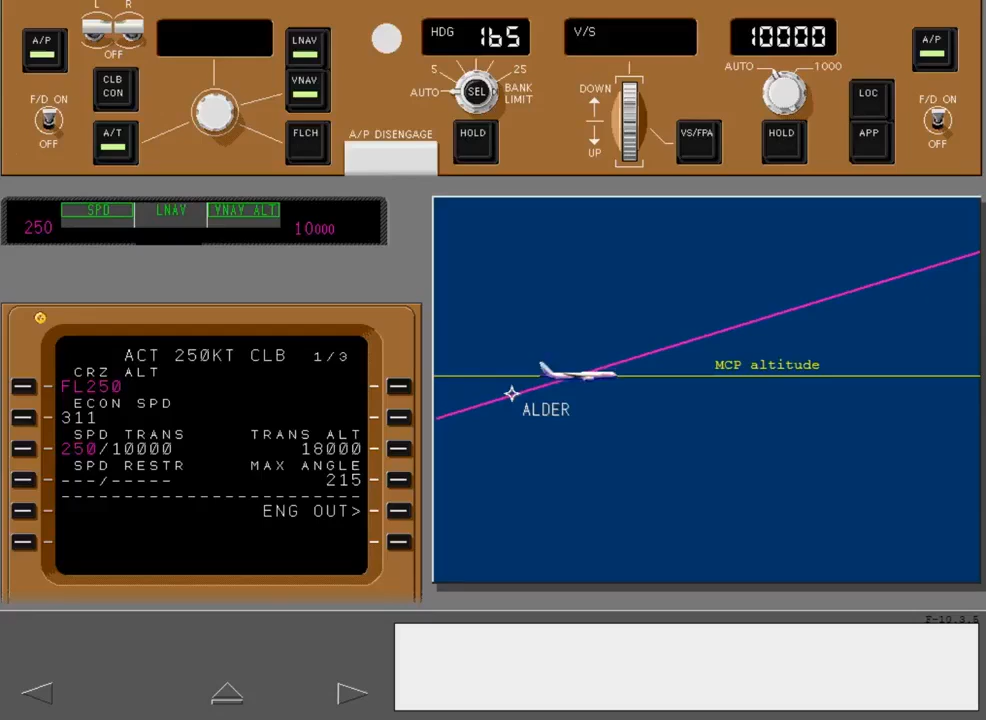 L R
A/P
OFF
CLB
CON
F/D ON
OFF
A/T
LNAV
VNAV
FLCH
A/P DISENGAGE
HDG 165
5 25
AUTO
SEL
BANK
LIMIT
HOLD
V/S
DOWN
UP
VS/FPA
10000
AUTO 1000
HOLD
LOC
APP
A/P
F/D ON
OFF
SPD LNAV VNAV ALT
250 10000
ACT 250KT CLB 1/3
CRZ ALT
FL250
ECON SPD
311
SPD TRANS TRANS ALT
250/10000 18000
SPD RESTR MAX ANGLE
---/----- 215
------------------------
ENG OUT>
MCP altitude
ALDER
F-10.3.5